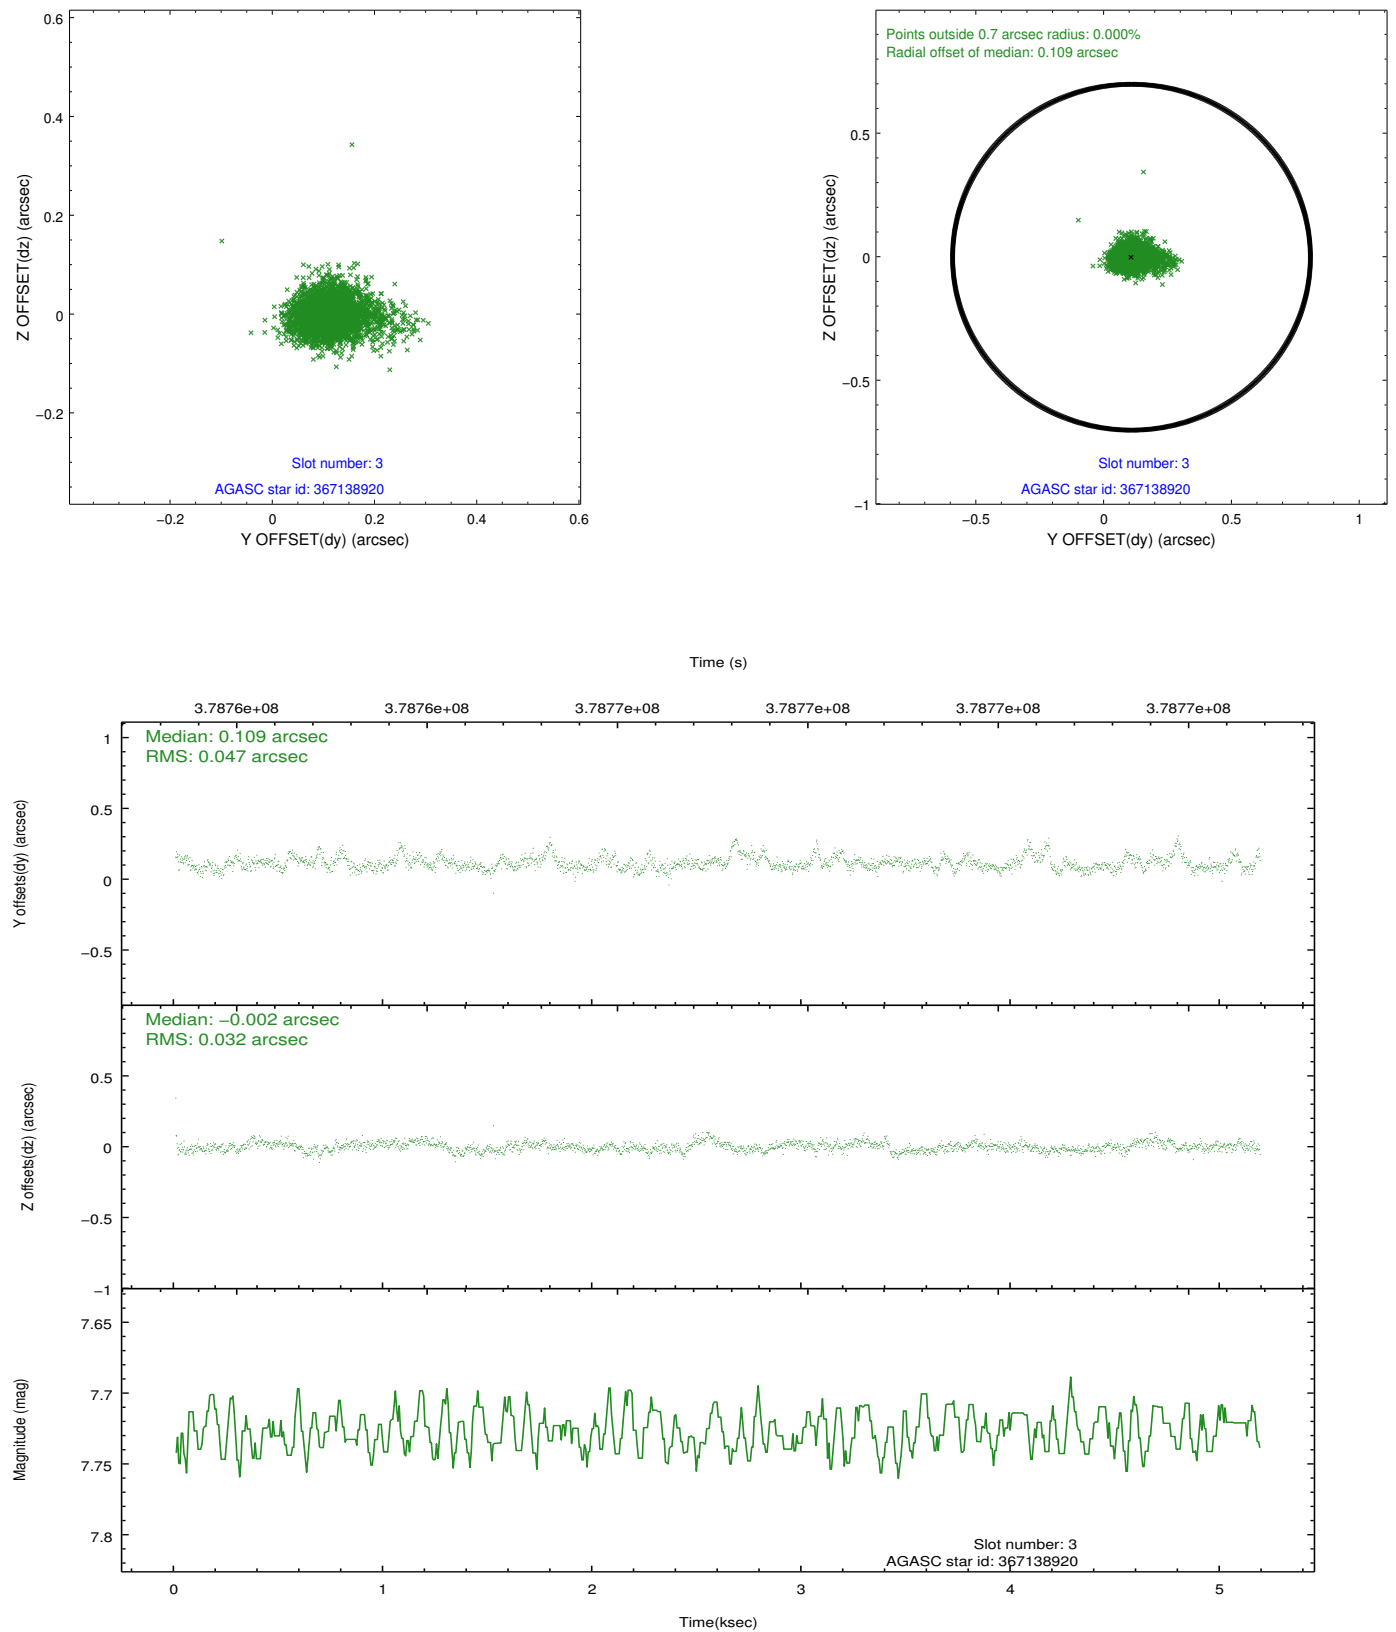 0.6
0.4
0.2
0
−0.2
Z OFFSET(dz) (arcsec)
Slot number: 3
AGASC star id: 367138920
−0.2 0 0.2 0.4 0.6
Y OFFSET(dy) (arcsec)
Points outside 0.7 arcsec radius: 0.000%
Radial offset of median: 0.109 arcsec
0.5
0
−0.5
−1
Z OFFSET(dz) (arcsec)
Slot number: 3
AGASC star id: 367138920
−0.5 0 0.5 1
Y OFFSET(dy) (arcsec)
Time (s)
3.7876e+08 3.7876e+08 3.7877e+08 3.7877e+08 3.7877e+08 3.7877e+08
Median: 0.109 arcsec
RMS: 0.047 arcsec
1
0.5
0
−0.5
Y offsets(dy) (arcsec)
Median: −0.002 arcsec
RMS: 0.032 arcsec
0.5
0
−0.5
−1
Z offsets(dz) (arcsec)
7.65
7.7
7.75
7.8
Magnitude (mag)
Slot number: 3
AGASC star id: 367138920
0 1 2 3 4 5
Time(ksec)